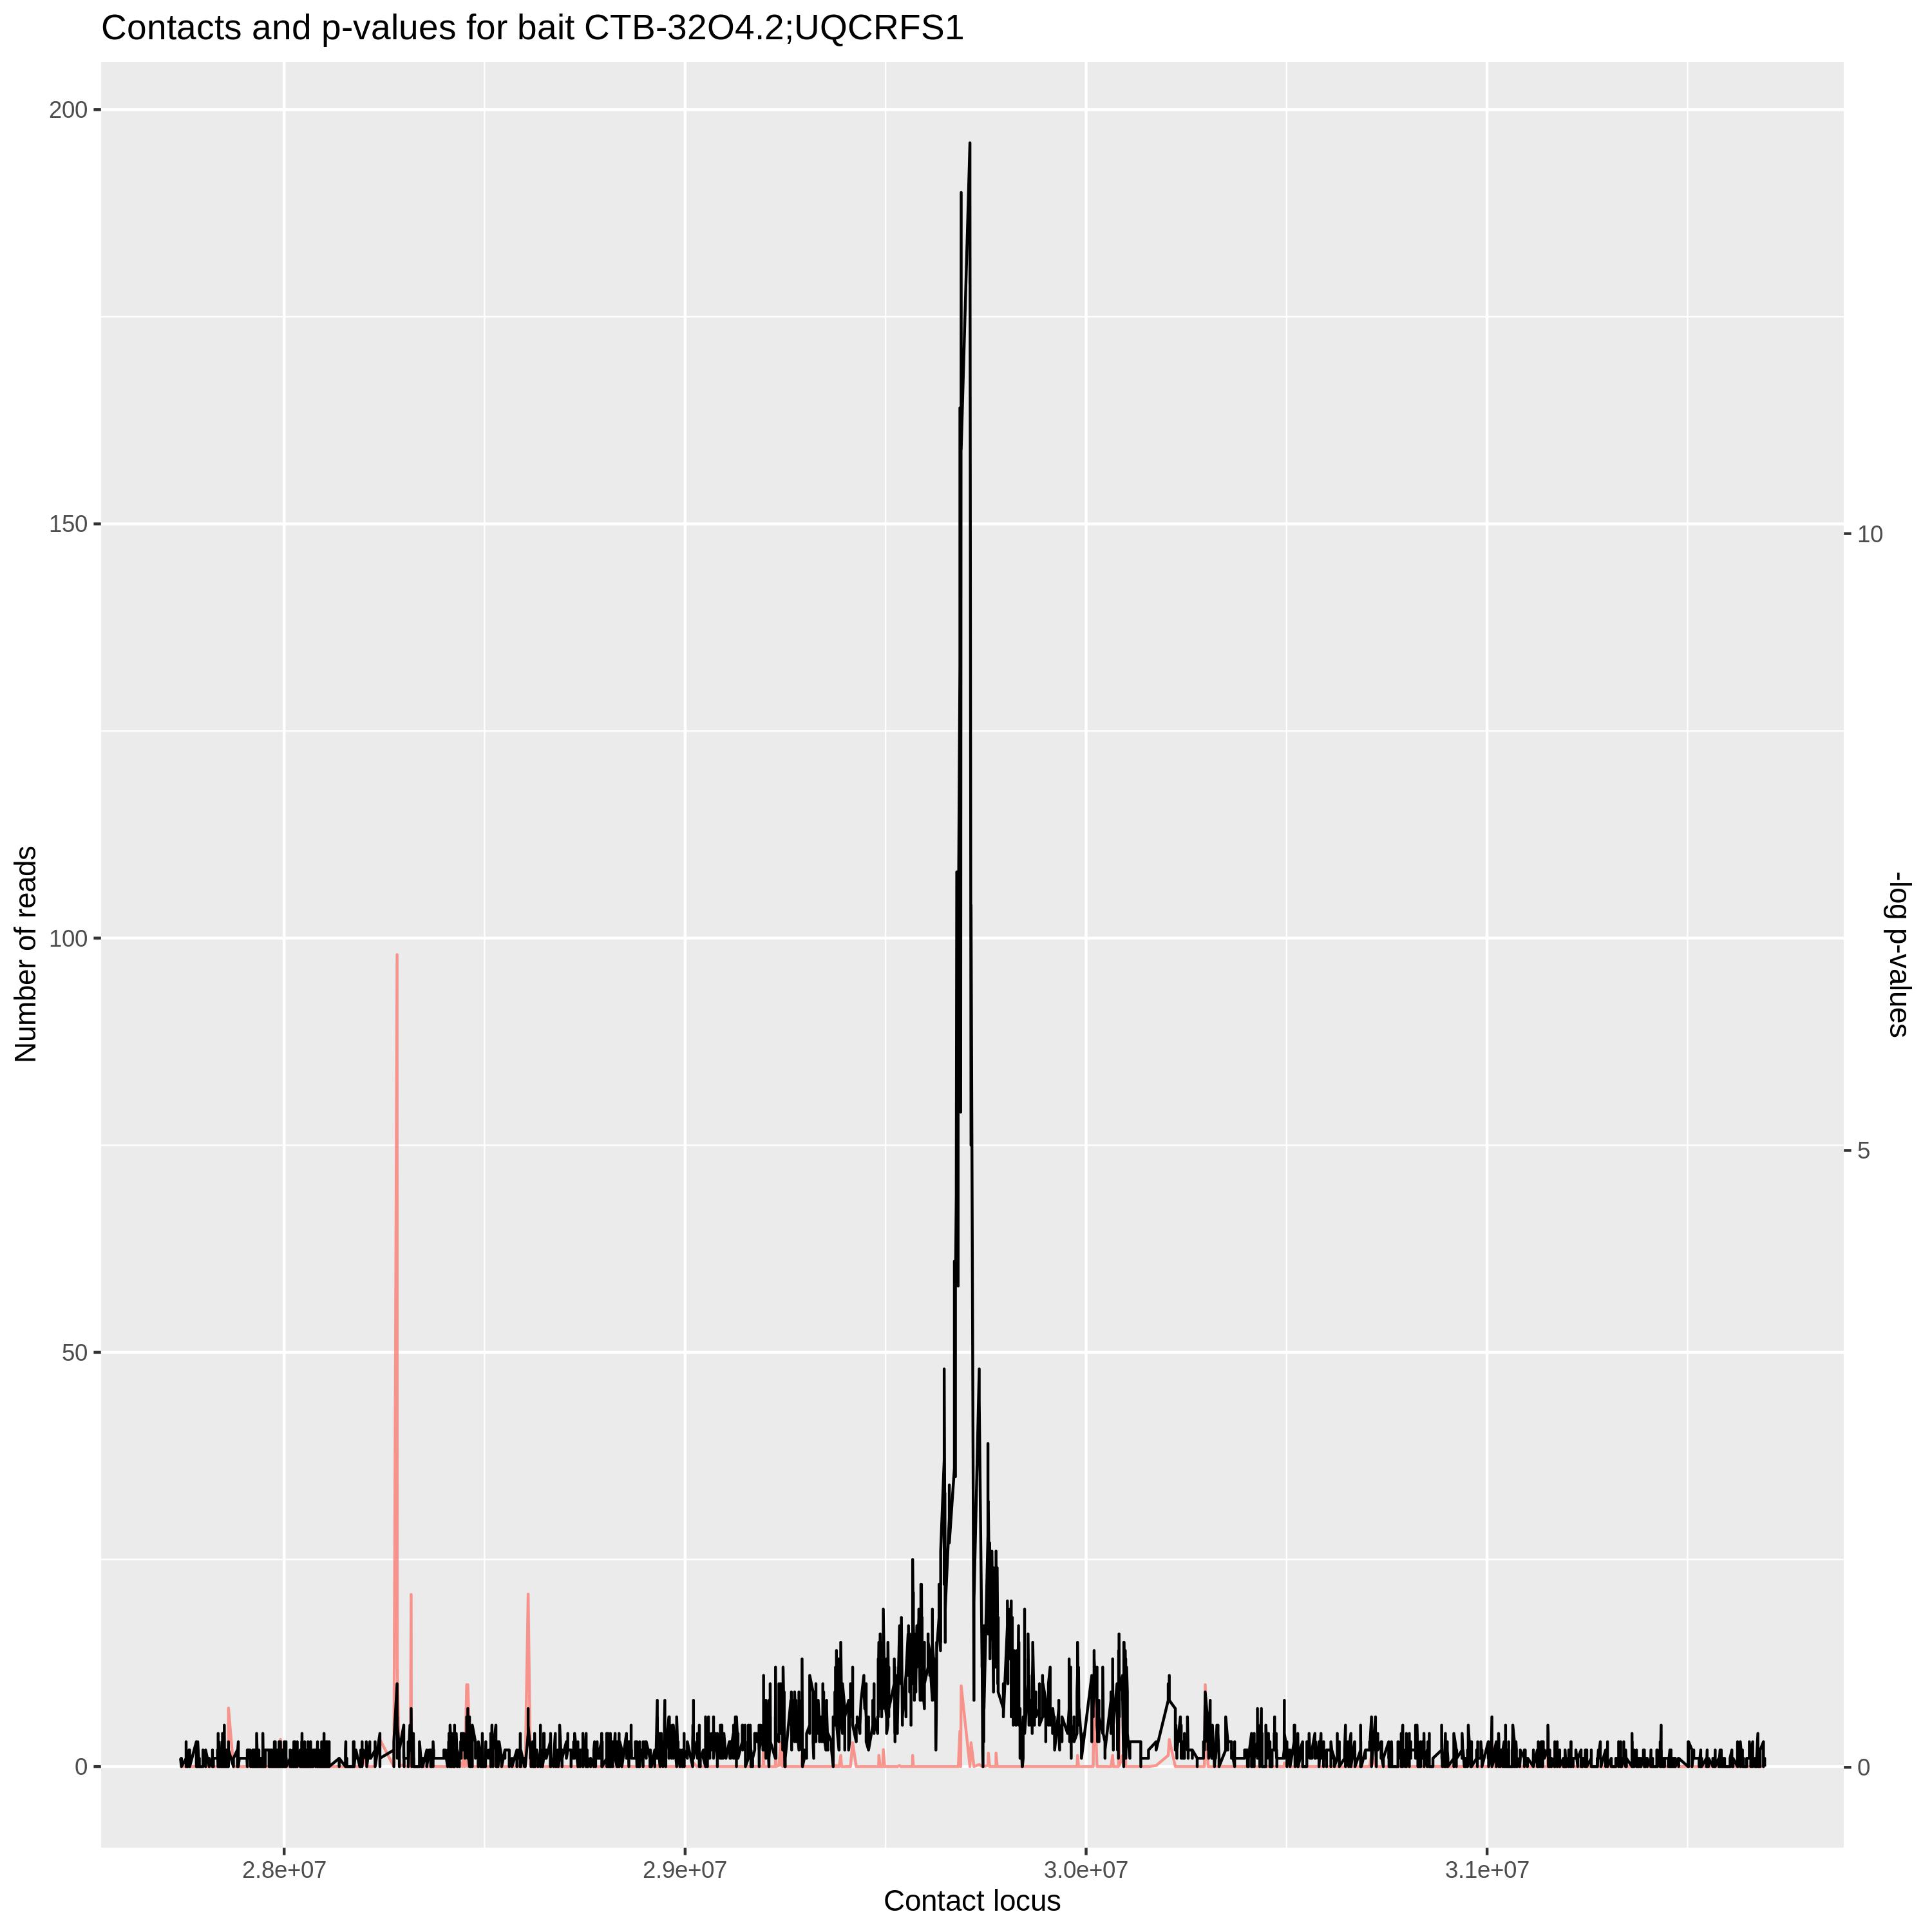 Contacts and p-values for bait CTB-32O4.2;UQCRFS1
200
150
100
50
0
Number of reads
10
5
0
-log p-values
2.8e+07
2.9e+07
3.0e+07
3.1e+07
Contact locus